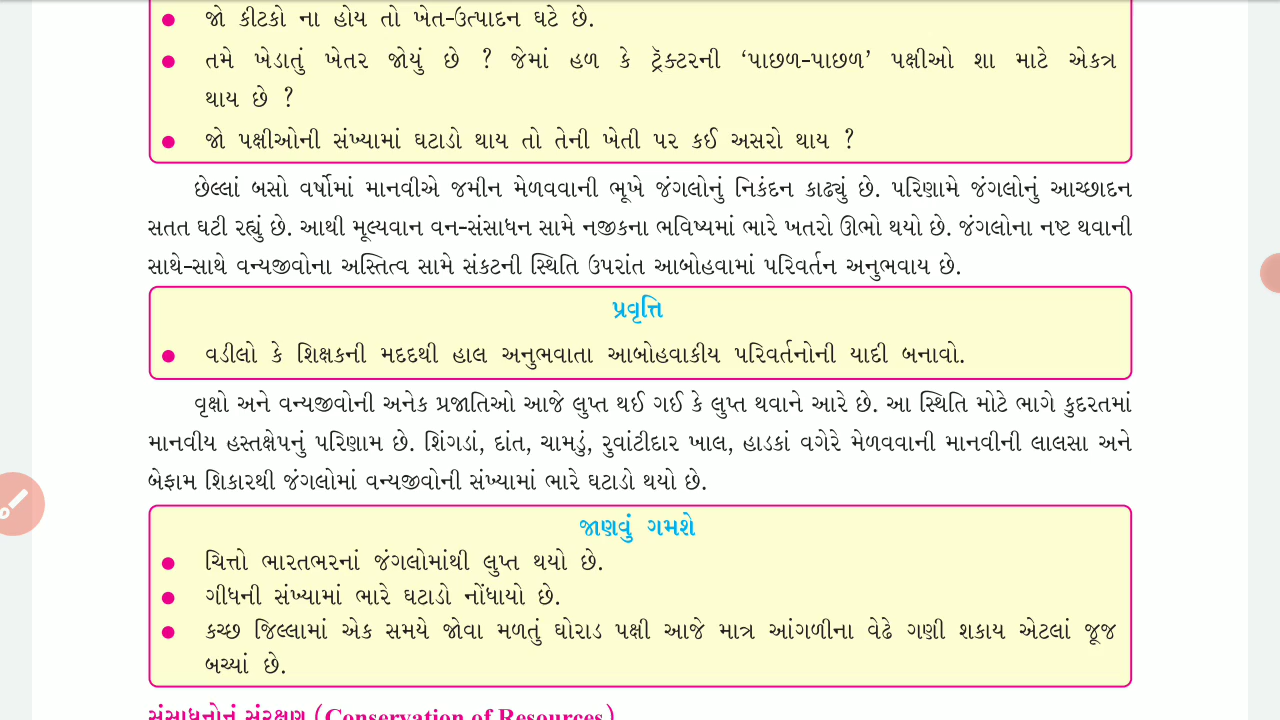 ● જો કીટકો ના હોય તો ખેત-ઉત્પાદન ઘટે છે.
● તમે ખેડાતું ખેતર જોયું છે ? જેમાં હળ કે ટ્રૅક્ટરની ‘પાછળ-પાછળ’ પક્ષીઓ શા માટે એકત્ર
થાય છે ?
● જો પક્ષીઓની સંખ્યામાં ઘટાડો થાય તો તેની ખેતી પર કઈ અસરો થાય ?
છેલ્લાં બસો વર્ષોમાં માનવીએ જમીન મેળવવાની ભૂખે જંગલોનું નિકંદન કાઢ્યું છે. પરિણામે જંગલોનું આચ્છાદન
સતત ઘટી રહ્યું છે. આથી મૂલ્યવાન વન-સંસાધન સામે નજીકના ભવિષ્યમાં ભારે ખતરો ઊભો થયો છે. જંગલોના નષ્ટ થવાની
સાથે-સાથે વન્યજીવોના અસ્તિત્વ સામે સંકટની સ્થિતિ ઉપરાંત આબોહવામાં પરિવર્તન અનુભવાય છે.
પ્રવૃત્તિ
● વડીલો કે શિક્ષકની મદદથી હાલ અનુભવાતા આબોહવાકીય પરિવર્તનોની યાદી બનાવો.
વૃક્ષો અને વન્યજીવોની અનેક પ્રજાતિઓ આજે લુપ્ત થઈ ગઈ કે લુપ્ત થવાને આરે છે. આ સ્થિતિ મોટે ભાગે કુદરતમાં
માનવીય હસ્તક્ષેપનું પરિણામ છે. શિંગડાં, દાંત, ચામડું, રુવાંટીદાર ખાલ, હાડકાં વગેરે મેળવવાની માનવીની લાલસા અને
બેફામ શિકારથી જંગલોમાં વન્યજીવોની સંખ્યામાં ભારે ઘટાડો થયો છે.
જાણવું ગમશે
● ચિત્તો ભારતભરનાં જંગલોમાંથી લુપ્ત થયો છે.
● ગીધની સંખ્યામાં ભારે ઘટાડો નોંધાયો છે.
● કચ્છ જિલ્લામાં એક સમયે જોવા મળતું ઘોરાડ પક્ષી આજે માત્ર આંગળીના વેઢે ગણી શકાય એટલાં જૂજ
બચ્યાં છે.
સંસાધનોનું સંરક્ષણ (Conservation of Resources)